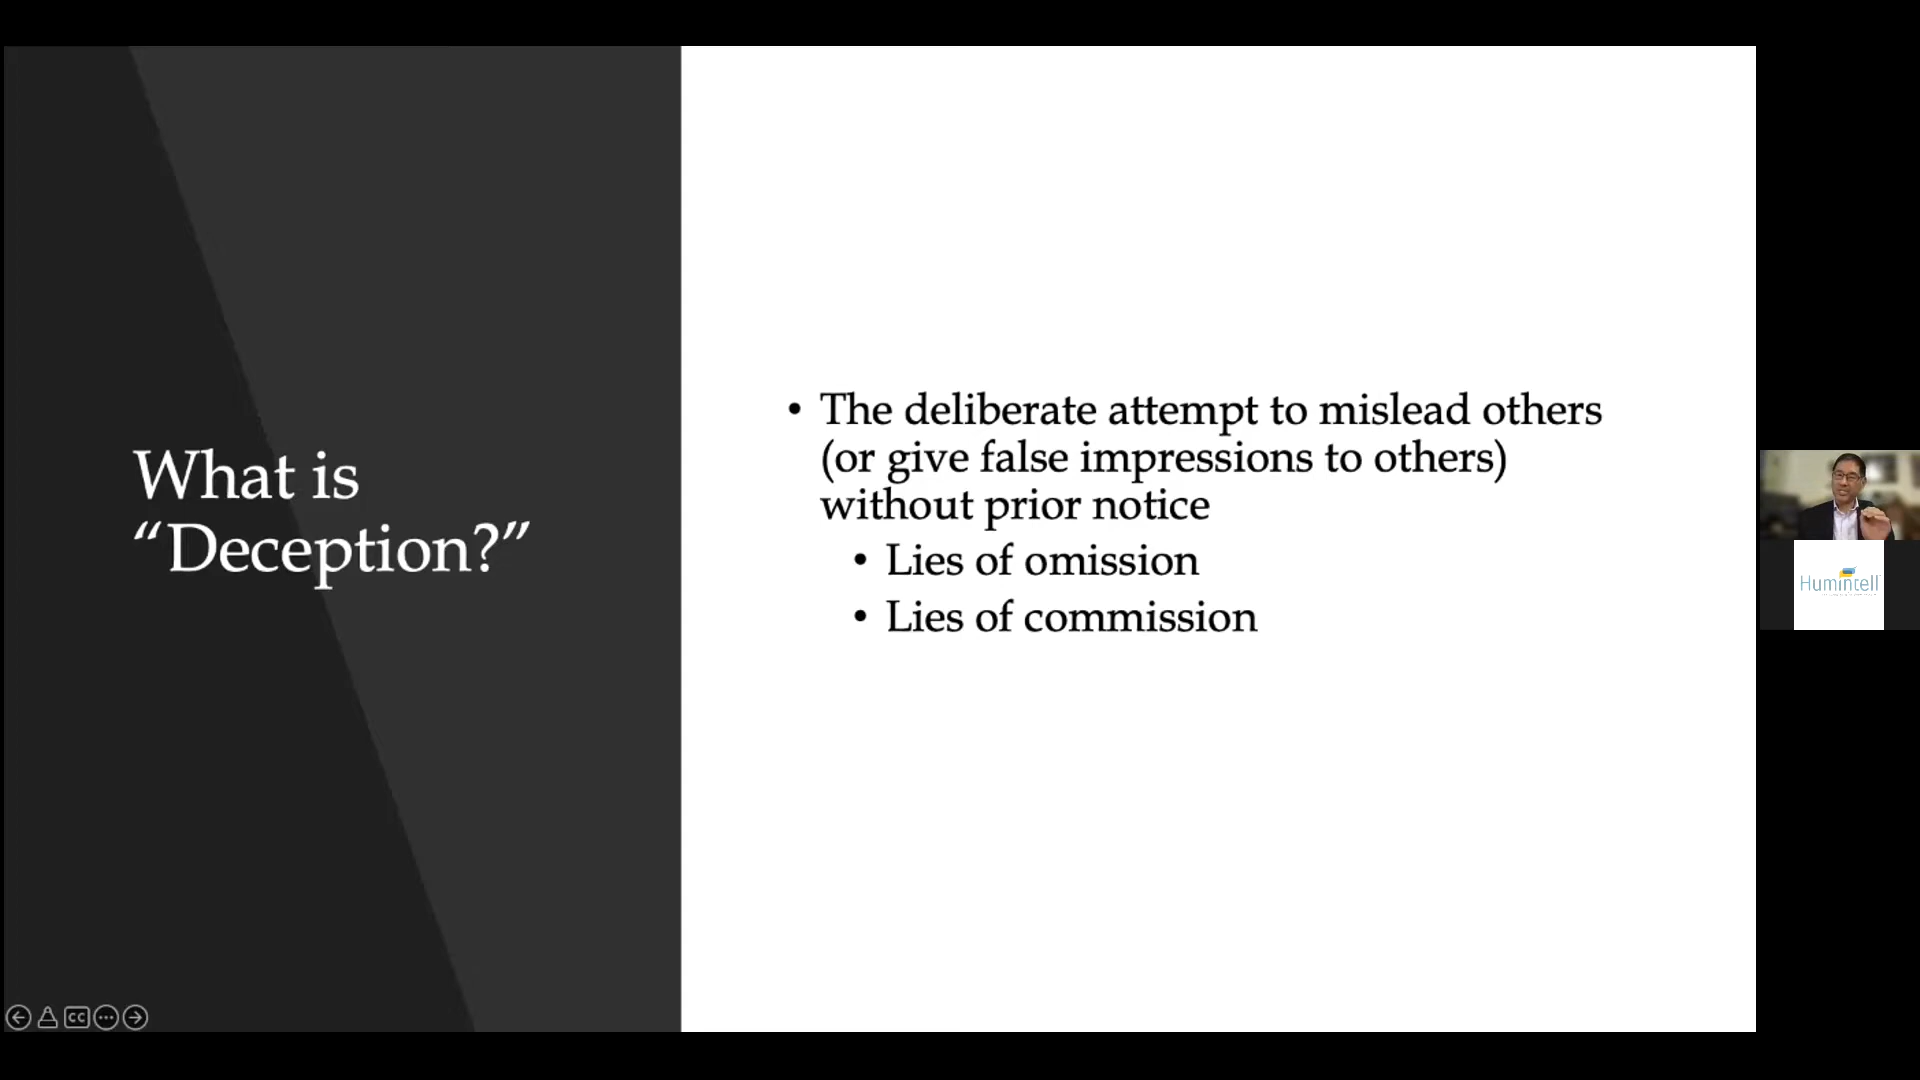 What is
“Deception?”
• The deliberate attempt to mislead others
(or give false impressions to others)
without prior notice
• Lies of omission
• Lies of commission
Humintell
CC